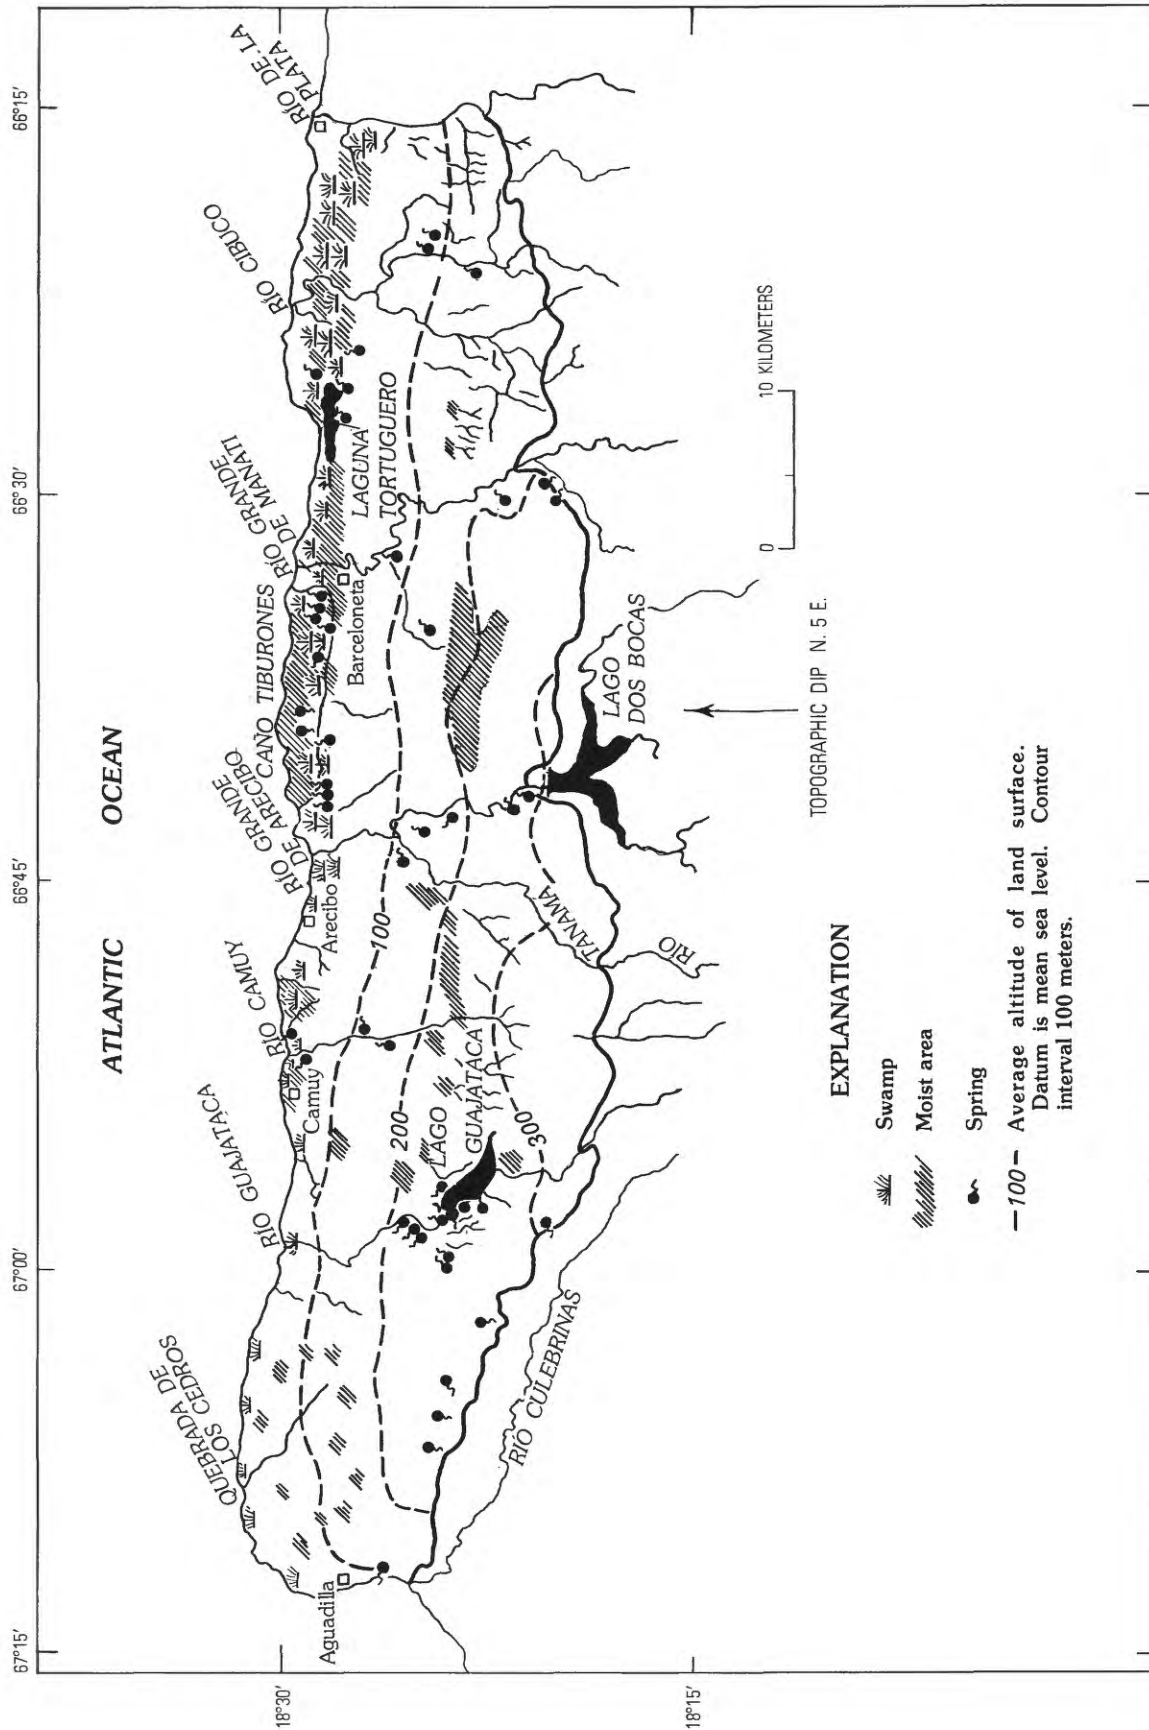 67°15'
67°00'
66°45'
66°30'
66°15'
18°30'
18°15'
ATLANTIC OCEAN
QUEBRADA DE
LOS CEDROS
RÍO GUAJATACA
RÍO CAMUY
RÍO GRANDE
DE ARECIBO
CAÑO TIBURONES
RÍO GRANDE
DE MANATI
RÍO CIBUCO
RÍO DE LA
PLATA
Aguadilla
Camuy
Arecibo
Barceloneta
LAGUNA
TORTUGUERO
100
200
300
LAGO
GUAJATACA
RÍO
TANAMA
RÍO CULEBRINAS
LAGO
DOS BOCAS
TOPOGRAPHIC DIP N. 5 E.
0 10 KILOMETERS
EXPLANATION
Swamp
Moist area
Spring
—100— Average altitude of land surface.
Datum is mean sea level. Contour
interval 100 meters.